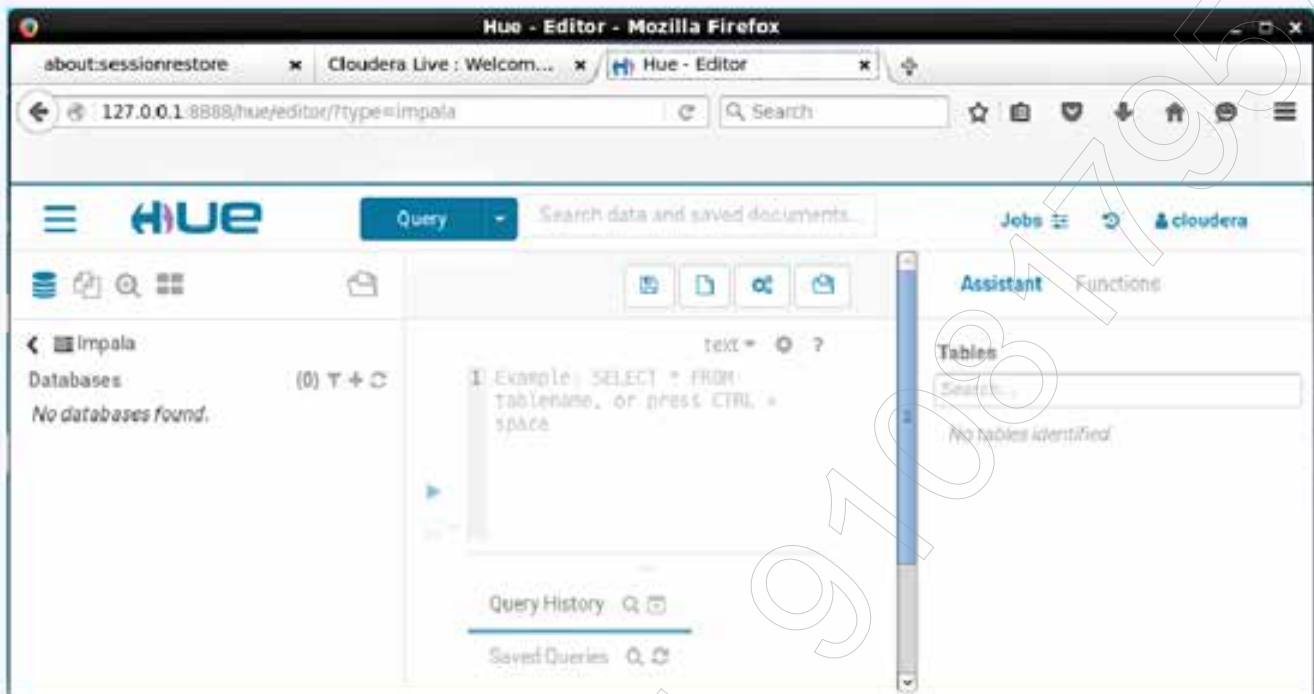 Hue - Editor - Mozilla Firefox
about:sessionrestore
Cloudera Live : Welcom...
Hue - Editor
127.0.0.1:8888/hue/editor/?type=impala
Search
HUE
Query
Search data and saved documents...
Jobs
cloudera
Assistant
Functions
Impala
text
?
Tables
Databases
(0)
1 Example: SELECT * FROM
tablename, or press CTRL +
space
Search...
No databases found.
No tables identified
Query History
Saved Queries
910817951